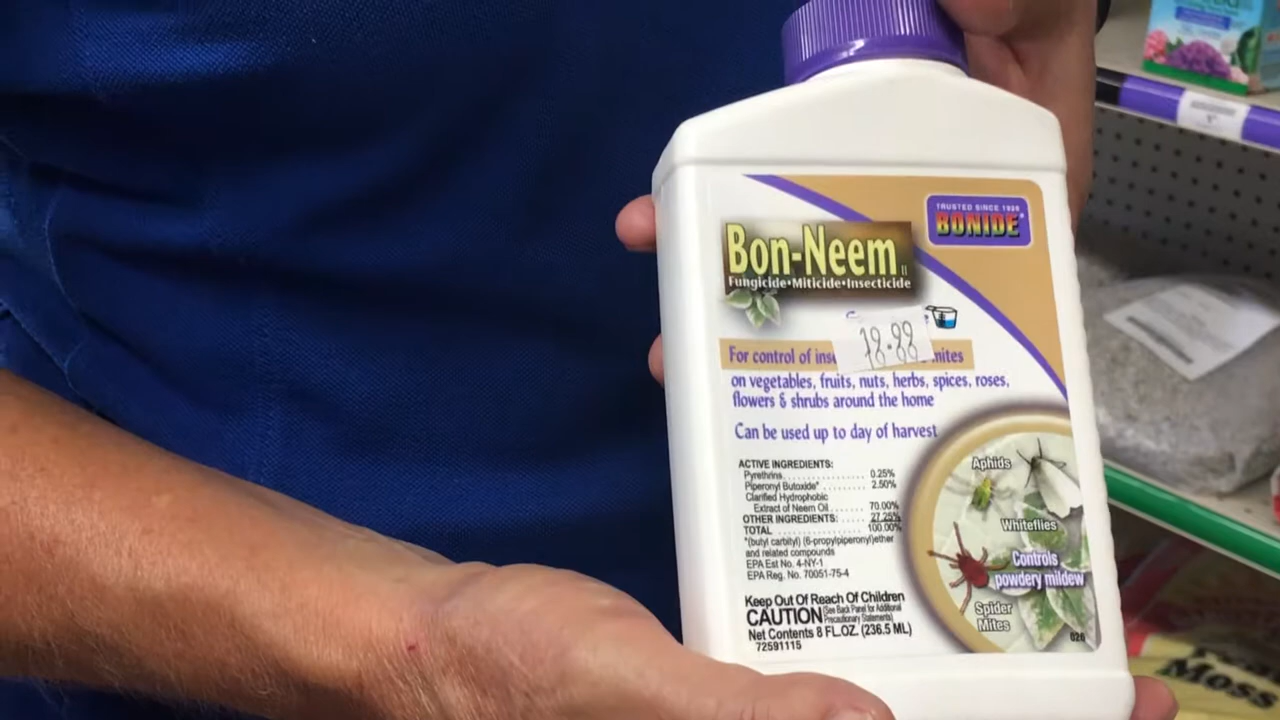 TRUSTED SINCE 1926
BONIDE®
Bon-Neem II
Fungicide•Miticide•Insecticide
18.88
For control of mites
on vegetables, fruits, nuts, herbs, spices, roses,
flowers & shrubs around the home
Can be used up to day of harvest
ACTIVE INGREDIENTS:
Pyrethrins 0.25%
Piperonyl Butoxide* 2.50%
Clarified Hydrophobic
Extract of Neem Oil 70.00%
OTHER INGREDIENTS: 27.25%
TOTAL 100.00%
*(butyl carbityl) (6-propylpiperonyl)ether
and related compounds
EPA Est No. 4-NY-1
EPA Reg. No. 70051-75-4
Keep Out Of Reach Of Children
CAUTION (See Back Panel for Additional
Precautionary Statements)
Net Contents 8 FL.OZ. (236.5 ML)
72591115
Aphids
Whiteflies
Controls
powdery mildew
Spider
Mites
026
Moss